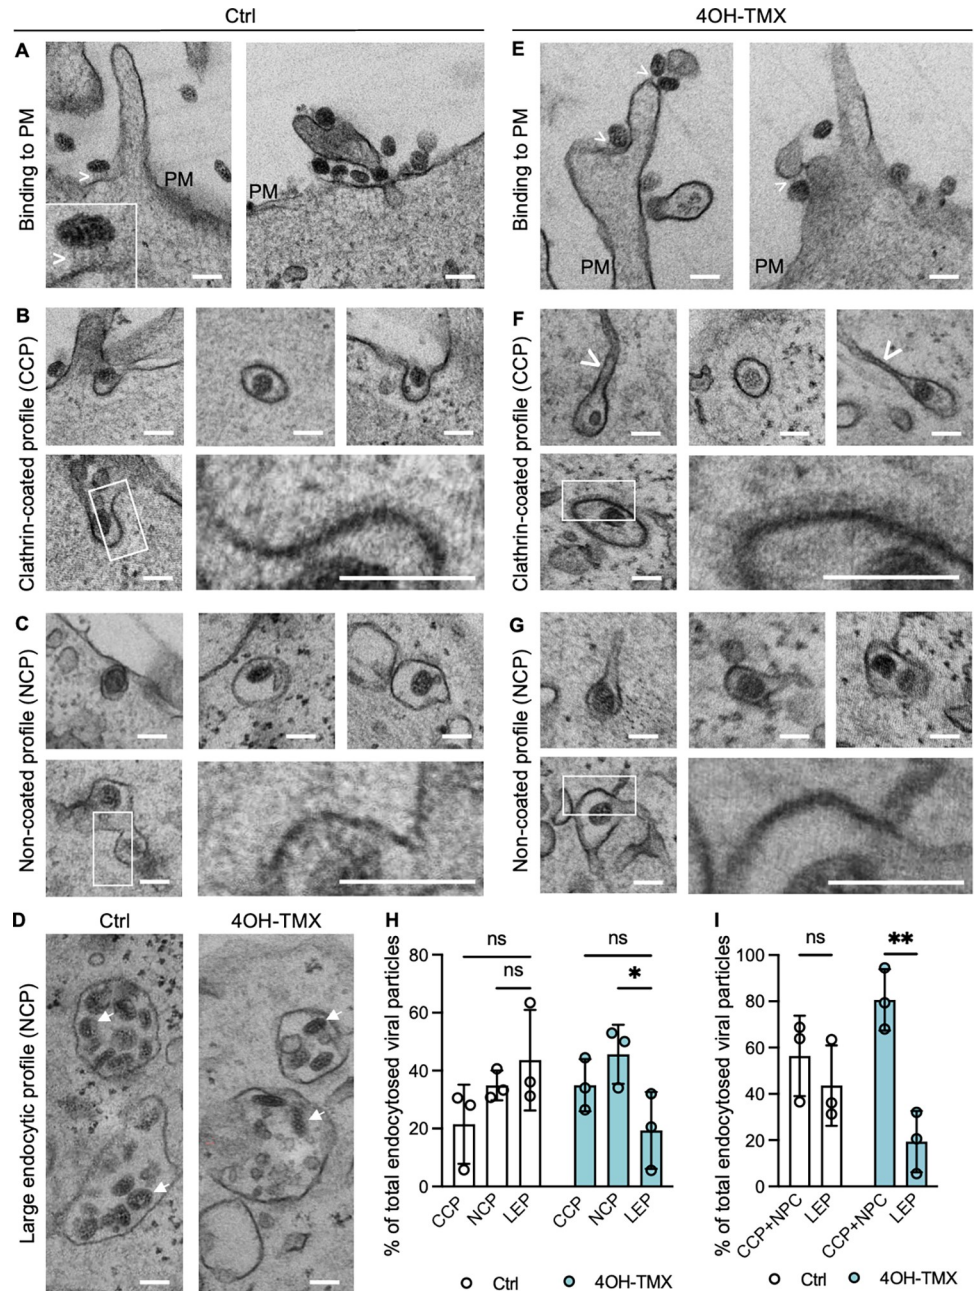 Ctrl
4OH-TMX
A
E
Binding to PM
PM
PM
Binding to PM
PM
PM
B
F
Clathrin-coated profile (CCP)
Clathrin-coated profile (CCP)
C
G
Non-coated profile (NCP)
Non-coated profile (NCP)
D
Ctrl
4OH-TMX
Large endocytic profile (NCP)
H
% of total endocytosed viral particles
80
60
40
20
0
ns
ns
ns
*
CCP
NCP
LEP
CCP
NCP
LEP
Ctrl
4OH-TMX
I
% of total endocytosed viral particles
100
80
60
40
20
0
ns
**
CCP+NPC
LEP
CCP+NPC
LEP
Ctrl
4OH-TMX